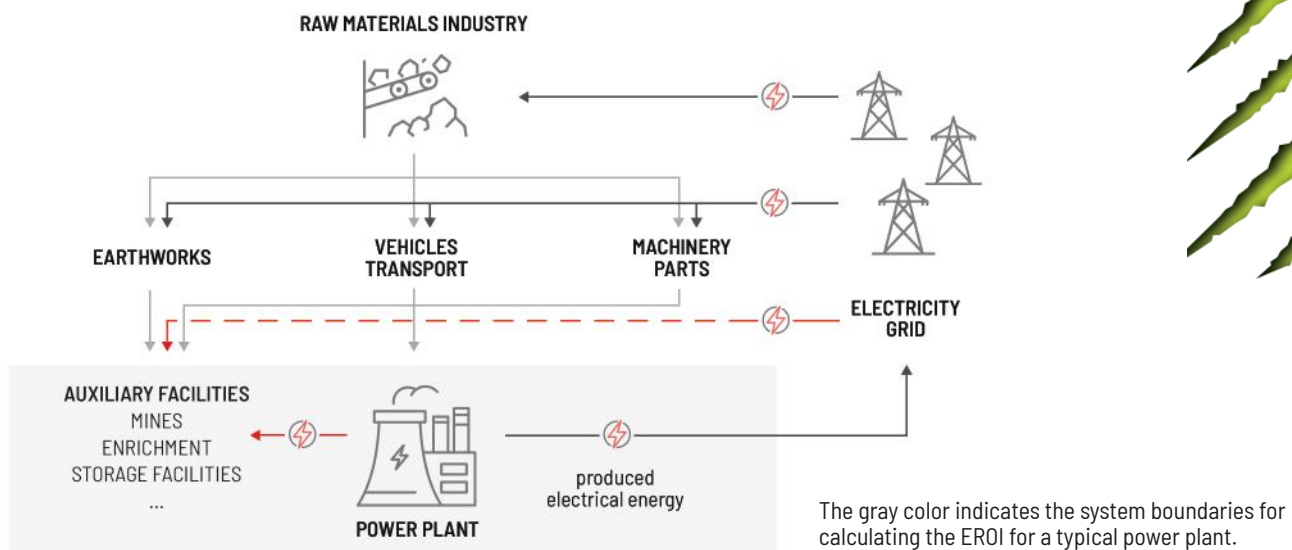 RAW MATERIALS INDUSTRY
EARTHWORKS
VEHICLES
TRANSPORT
MACHINERY
PARTS
ELECTRICITY
GRID
AUXILIARY FACILITIES
MINES
ENRICHMENT
STORAGE FACILITIES
...
POWER PLANT
produced
electrical energy
The gray color indicates the system boundaries for
calculating the EROI for a typical power plant.